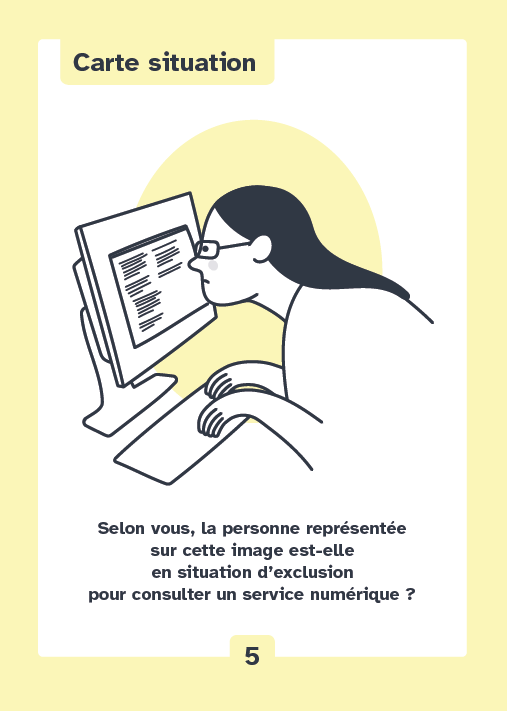 Carte situation
Selon vous, la personne représentée
sur cette image est-elle
en situation d’exclusion
pour consulter un service numérique ?
5